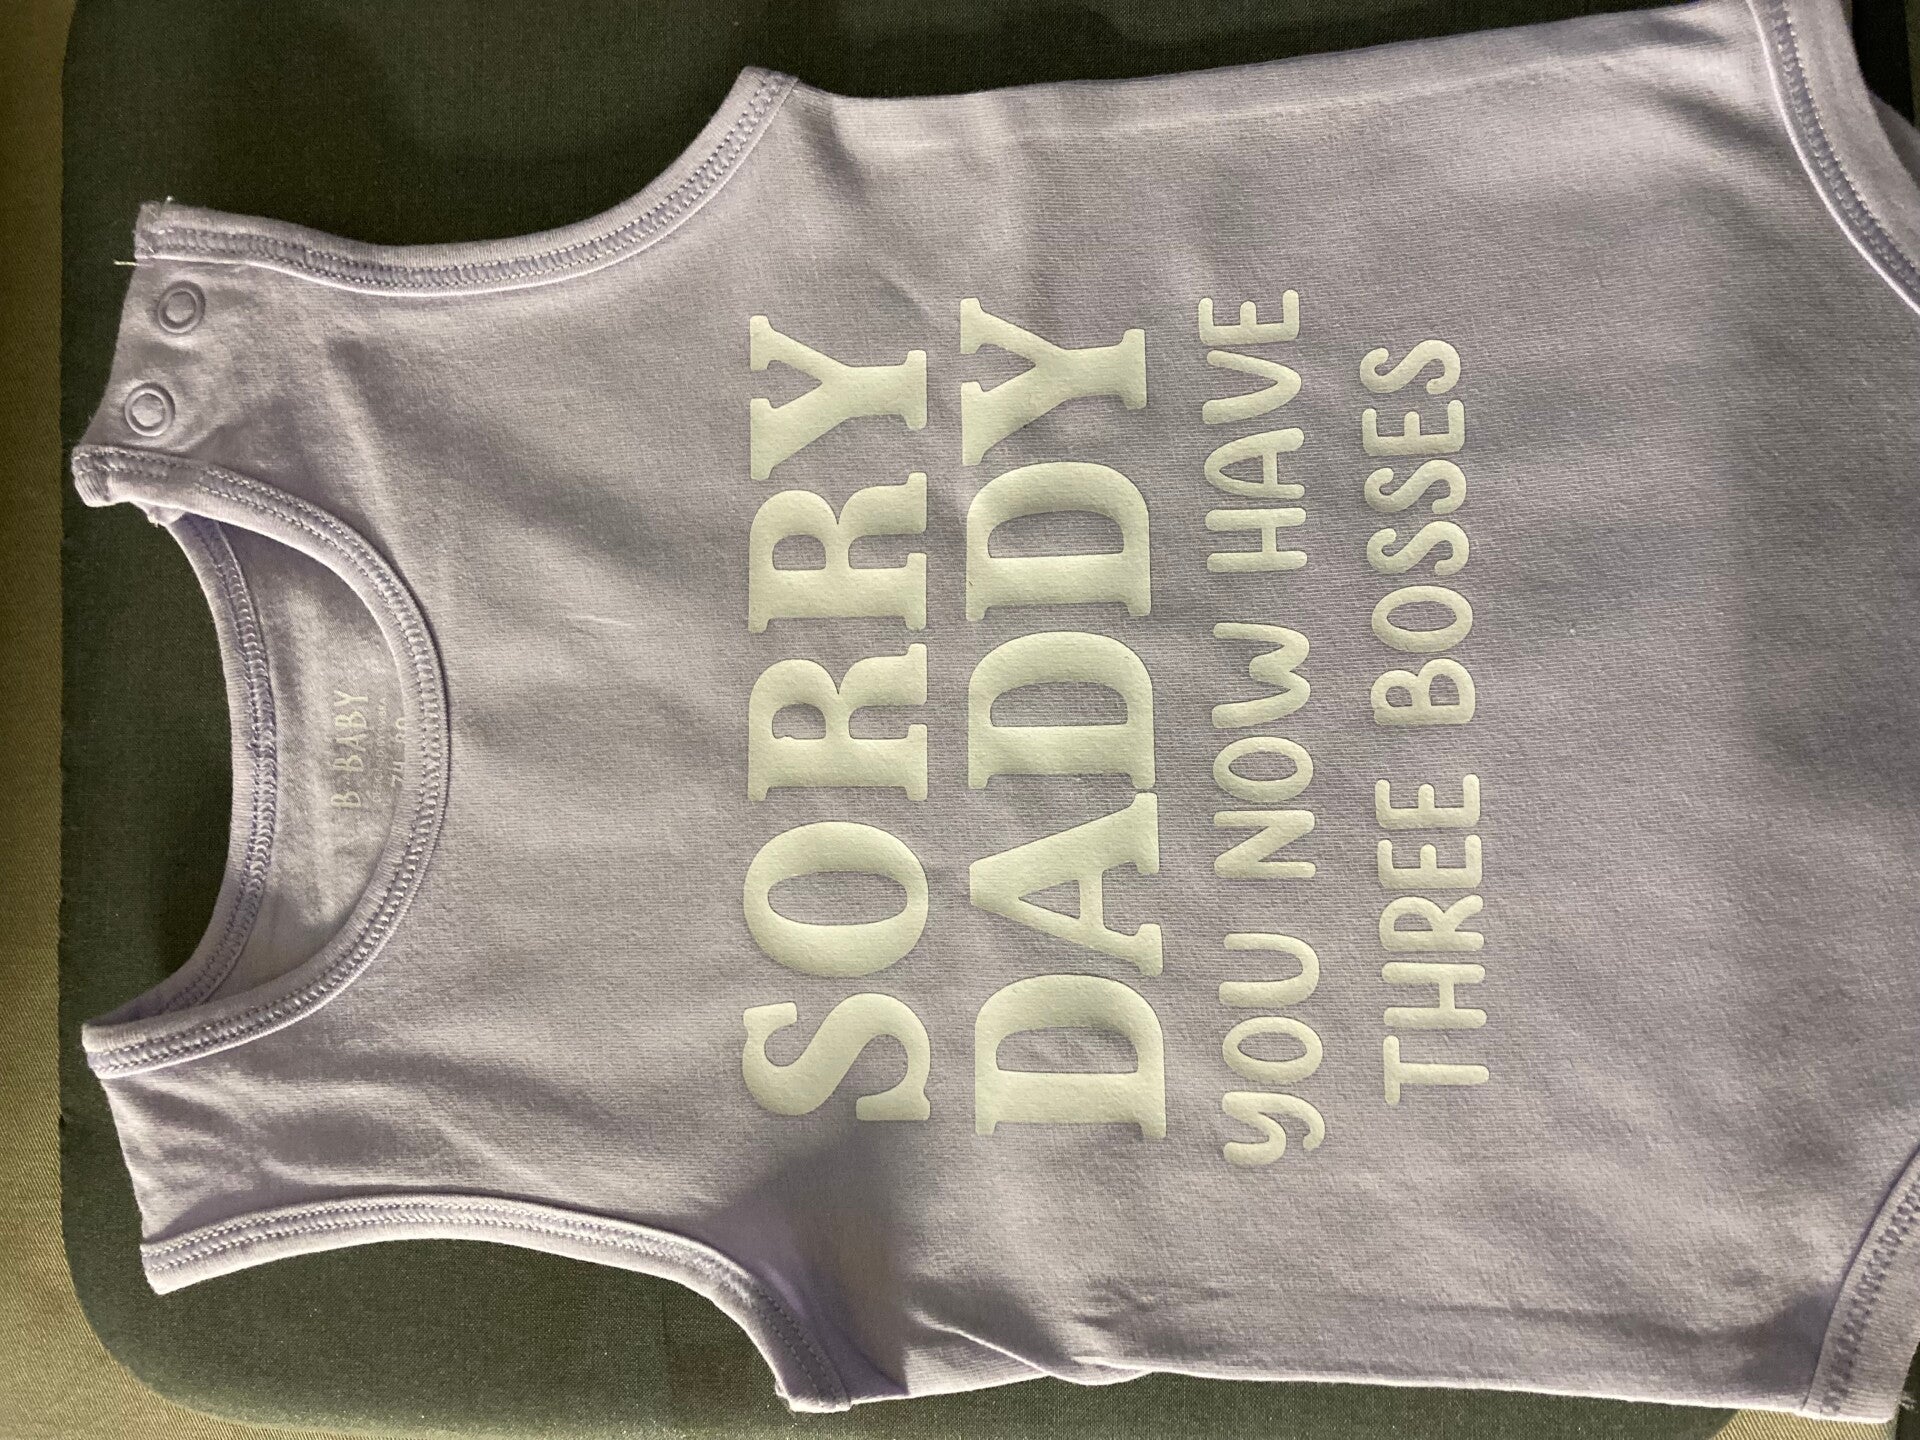 B·BABY
SORRY
DADDY
YOU NOW HAVE
THREE BOSSES